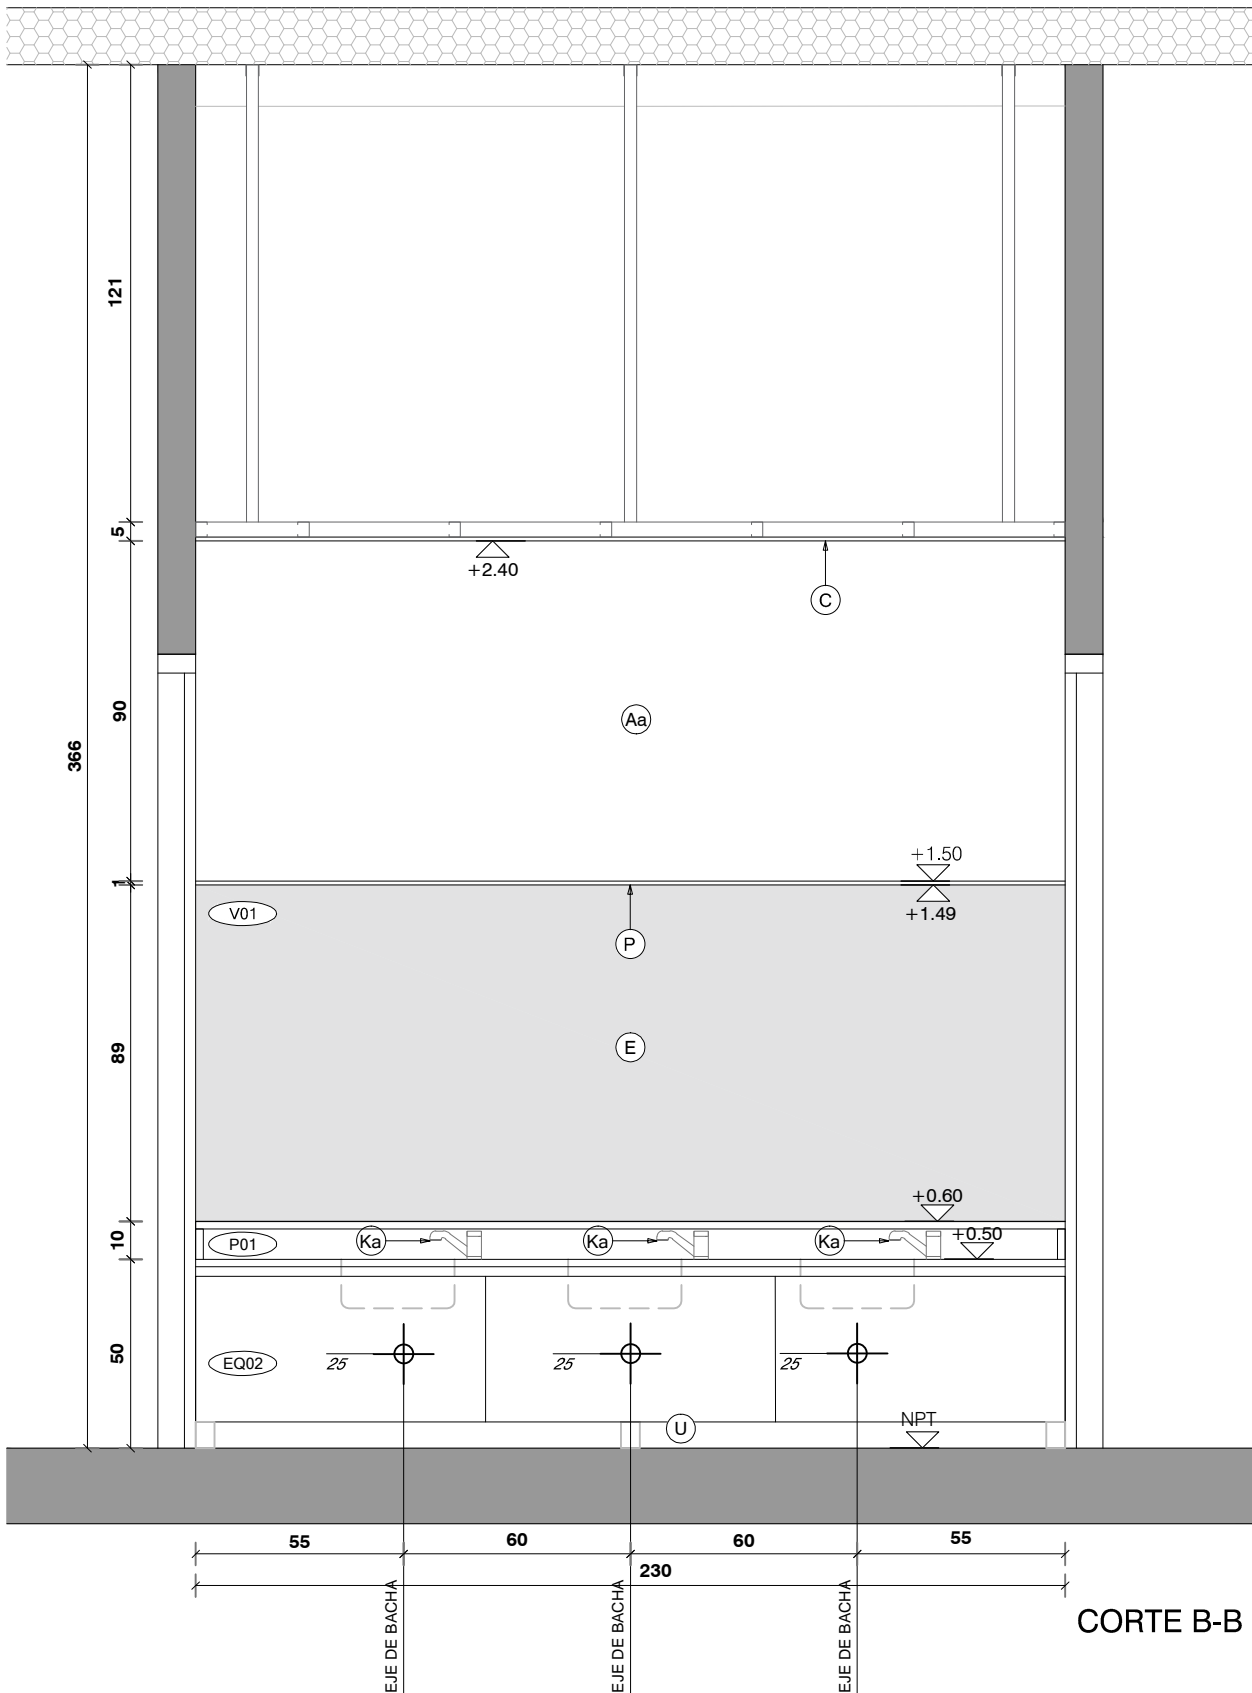 121
5
+2.40
C
90
Aa
366
+1.50
1
V01
+1.49
P
E
89
+0.60
10
P01
Ka
Ka
Ka
+0.50
50
EQ02
25
25
25
U
NPT
55
60
60
55
230
EJE DE BACHA
EJE DE BACHA
EJE DE BACHA
CORTE B-B